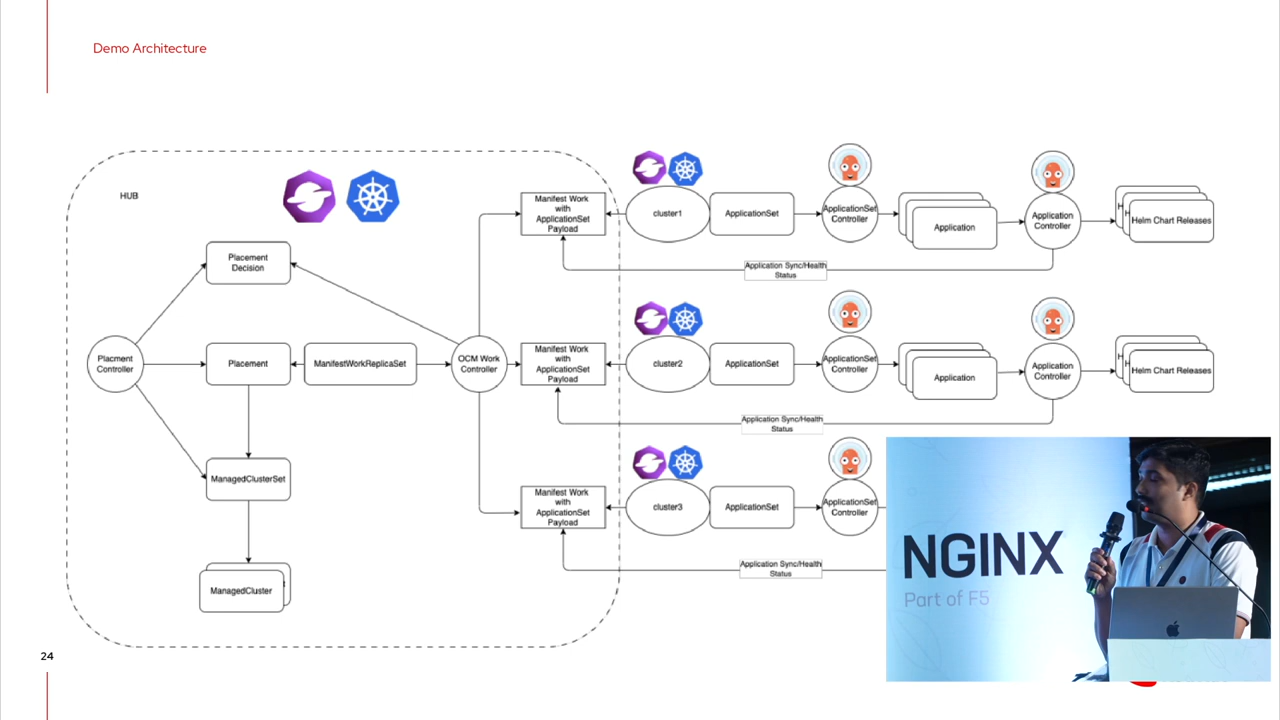 Demo Architecture
HUB
Placement
Decision
Placment
Controller
Placement
ManifestWorkReplicaSet
OCM Work
Controller
ManagedClusterSet
ManagedCluster
Manifest Work
with
ApplicationSet
Payload
cluster1
ApplicationSet
ApplicationSet
Controller
Application
Application
Controller
H
H
Helm Chart Releases
Application Sync/Health
Status
Manifest Work
with
ApplicationSet
Payload
cluster2
ApplicationSet
ApplicationSet
Controller
Application
Application
Controller
H
H
Helm Chart Releases
Application Sync/Health
Status
Manifest Work
with
ApplicationSet
Payload
cluster3
ApplicationSet
ApplicationSet
Controller
Application Sync/Health
Status
NGINX
Part of F5
24